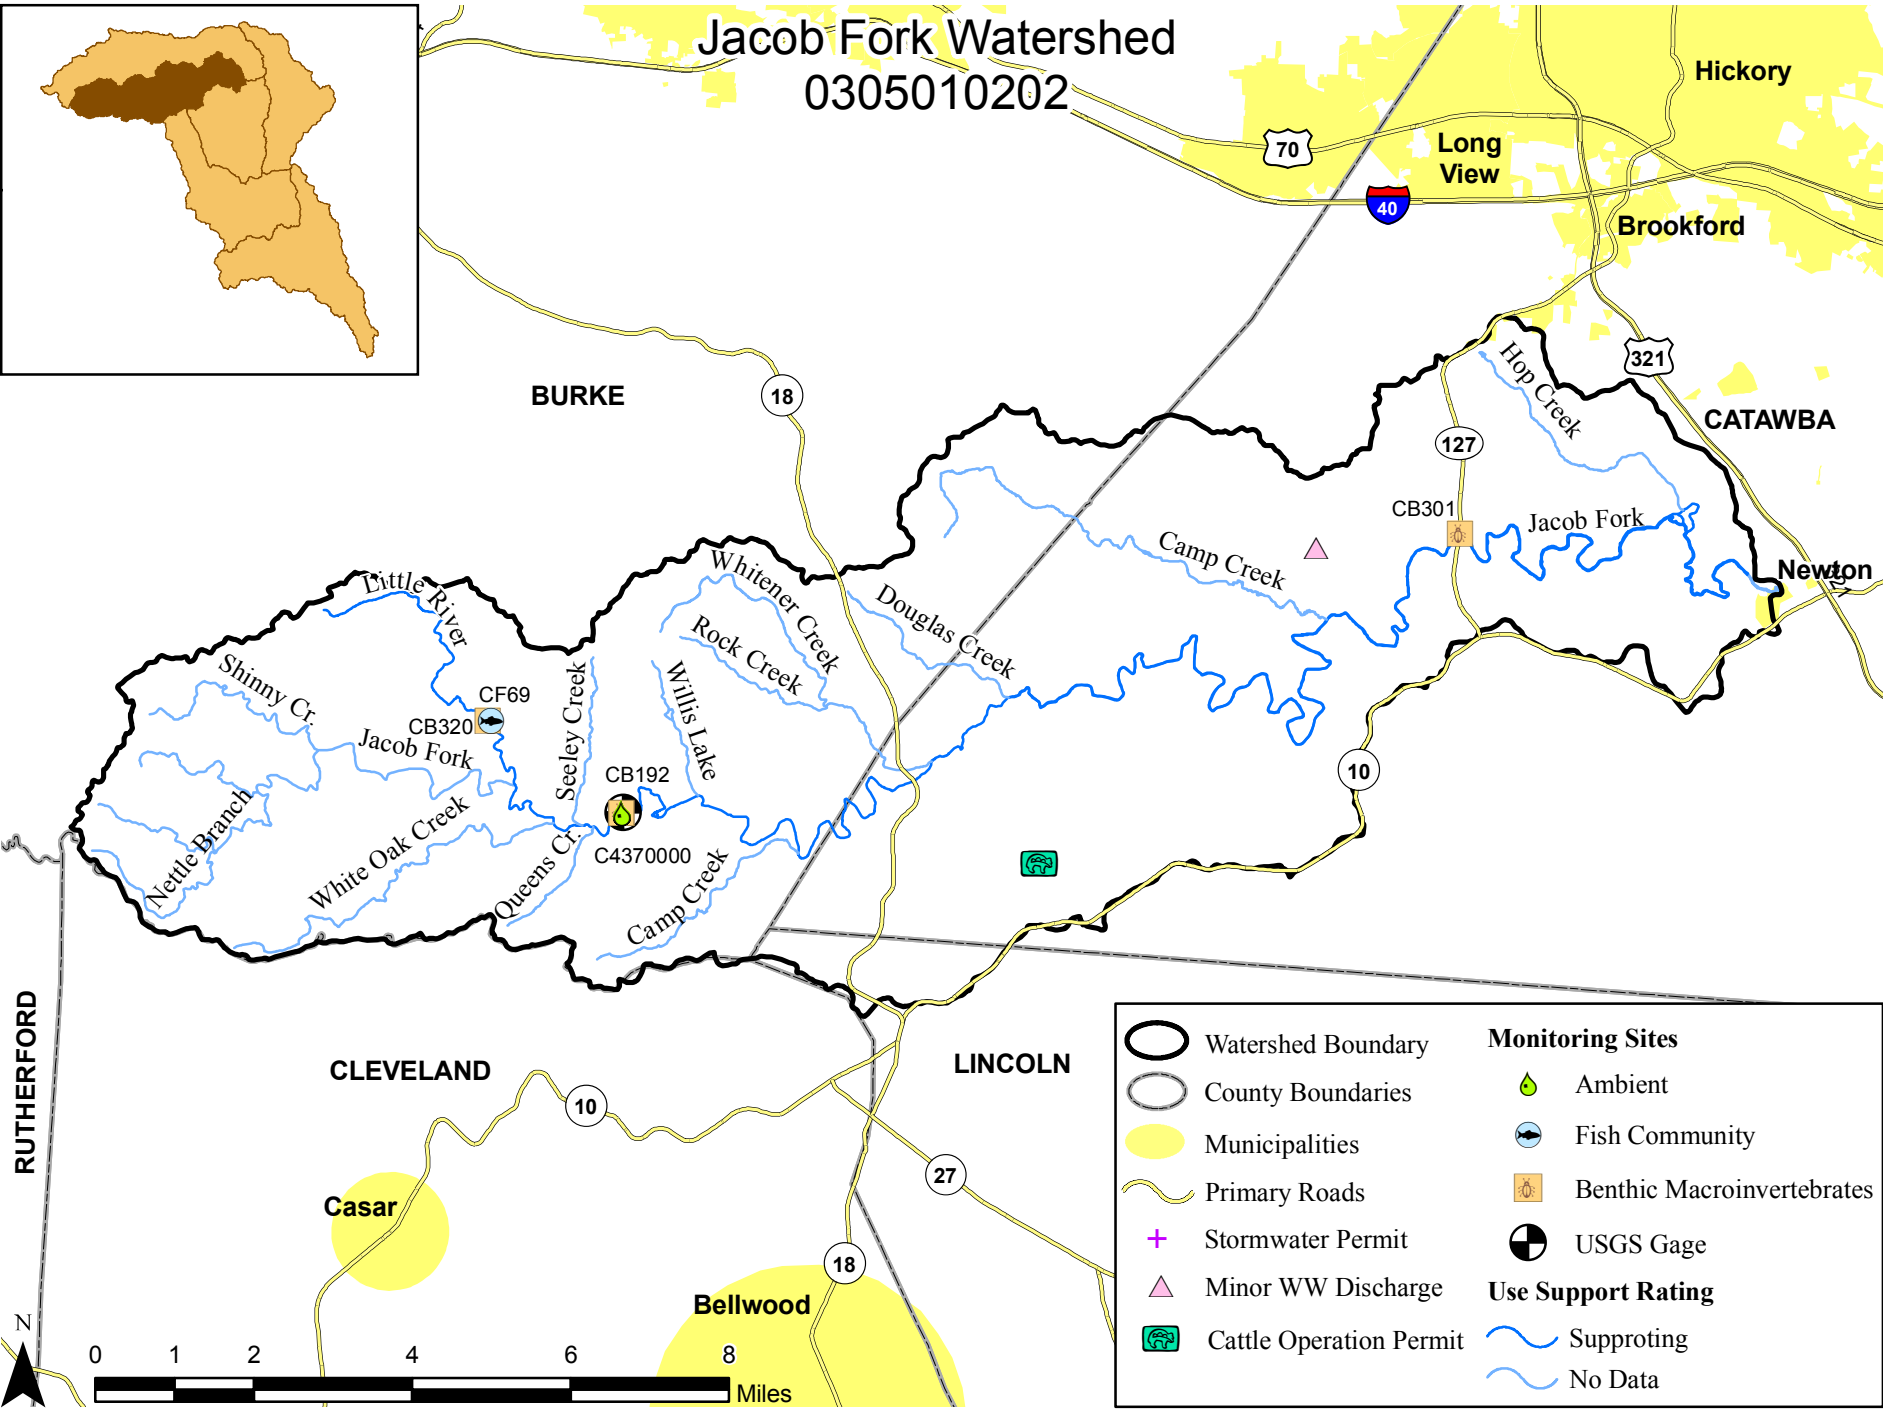 Jacob Fork Watershed
0305010202
Hickory
Long
View
70
40
Brookford
321
BURKE
18
CATAWBA
Hop Creek
127
CB301
Jacob Fork
Newton
321
Camp Creek
Little River
Whitener Creek
Douglas Creek
Rock Creek
Shinny Cr.
Seeley Creek
Willis Lake
CF69
CB320
Jacob Fork
CB192
C4370000
Nettle Branch
White Oak Creek
Queens Cr.
Camp Creek
10
RUTHERFORD
CLEVELAND
LINCOLN
10
27
Casar
18
Bellwood
N
0 1 2 4 6 8
Miles
Watershed Boundary
County Boundaries
Municipalities
Primary Roads
Stormwater Permit
Minor WW Discharge
Cattle Operation Permit
Monitoring Sites
Ambient
Fish Community
Benthic Macroinvertebrates
USGS Gage
Use Support Rating
Supproting
No Data